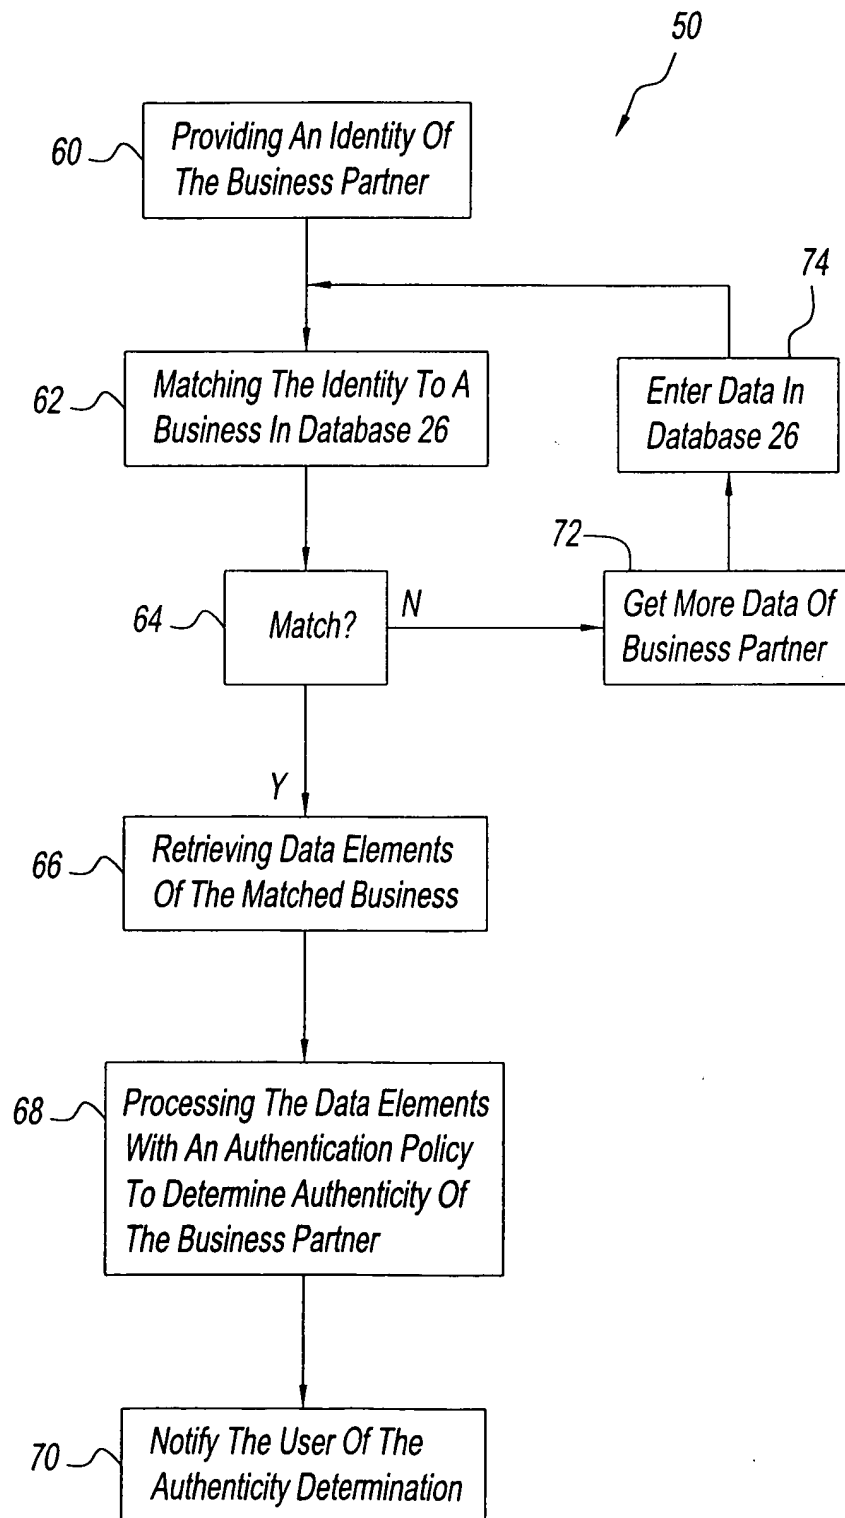 50
60
Providing An Identity Of
The Business Partner
74
62
Matching The Identity To A
Business In Database 26
Enter Data In
Database 26
72
64
Match?
N
Get More Data Of
Business Partner
Y
66
Retrieving Data Elements
Of The Matched Business
68
Processing The Data Elements
With An Authentication Policy
To Determine Authenticity Of
The Business Partner
70
Notify The User Of The
Authenticity Determination